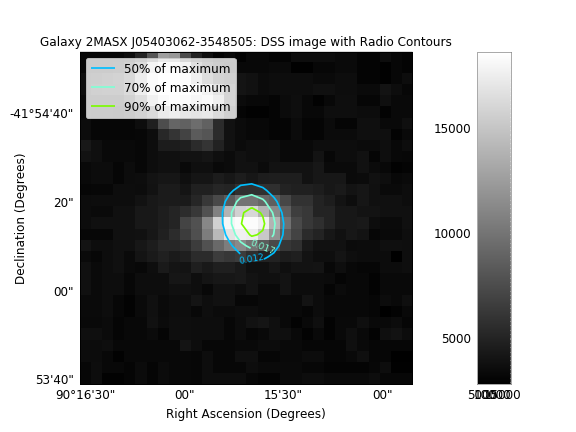 Galaxy 2MASX J05403062-3548505: DSS image with Radio Contours
50% of maximum
70% of maximum
90% of maximum
-41°54'40"
20"
00"
53'40"
Declination (Degrees)
0.017
0.012
90°16'30"
00"
15'30"
00"
Right Ascension (Degrees)
15000
10000
5000